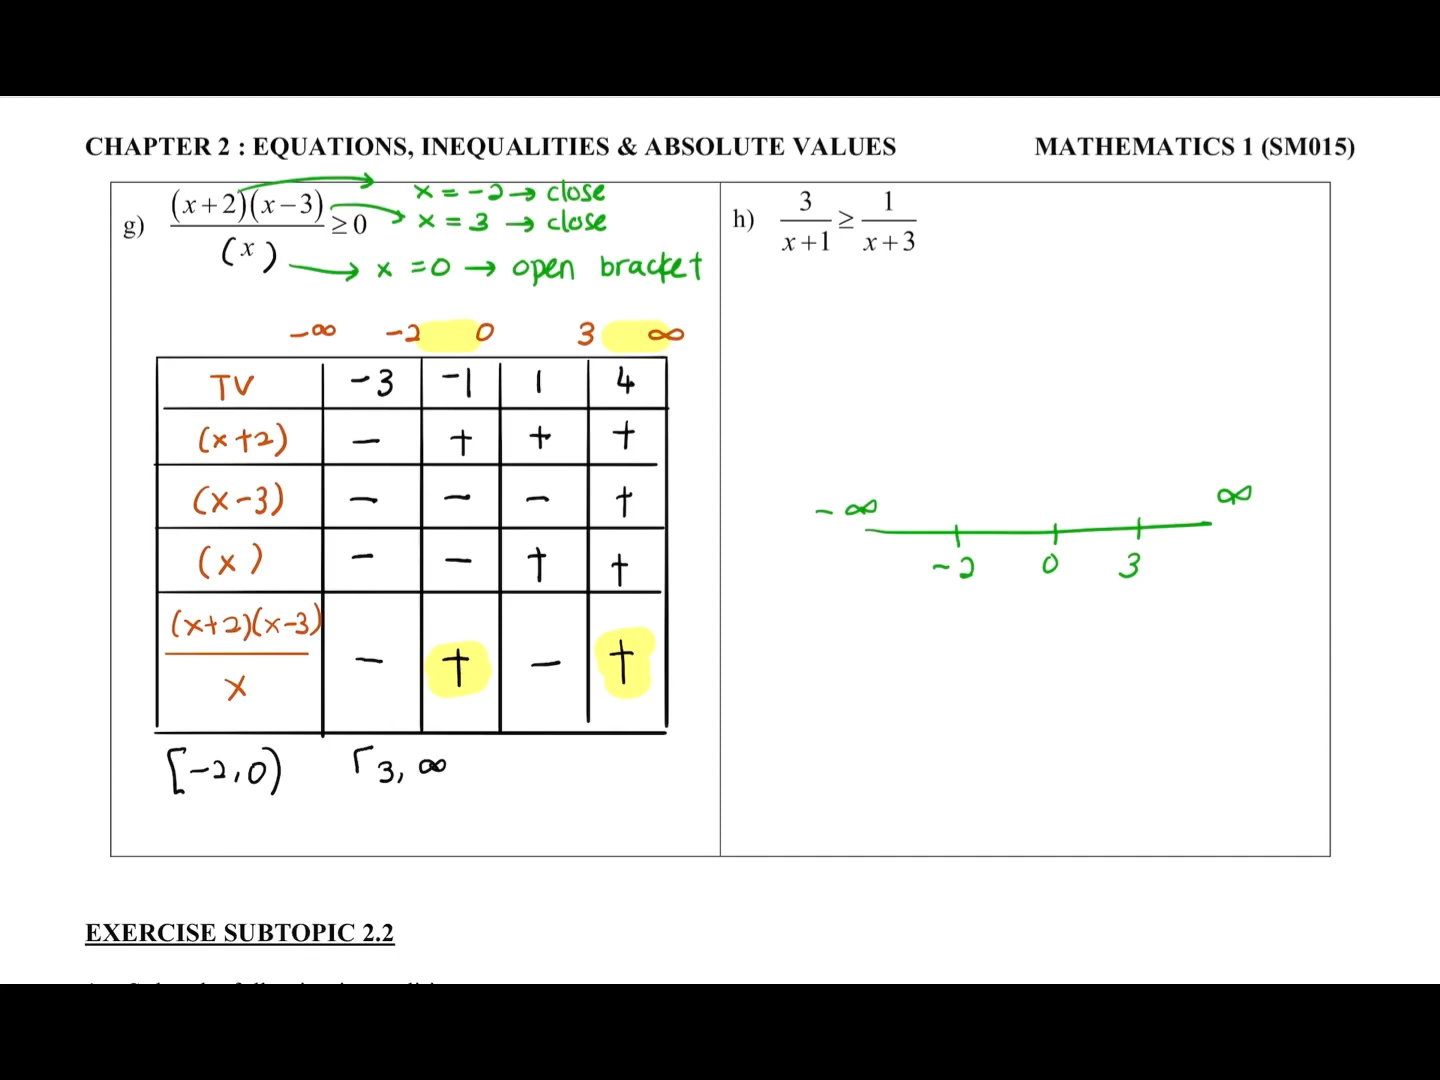 CHAPTER 2 : EQUATIONS, INEQUALITIES & ABSOLUTE VALUES MATHEMATICS 1 (SM015)
g) (x+2)(x−3)/(x) ≥ 0
x = −2 → close
x = 3 → close
x = 0 → open bracket
−∞ −2 0 3 ∞
TV −3 −1 1 4
(x+2) − + + +
(x−3) − − − +
(x) − − + +
(x+2)(x−3)/x − + − +
[−2, 0) [3, ∞
h) 3/(x+1) ≥ 1/(x+3)
−∞ ∞
−2 0 3
EXERCISE SUBTOPIC 2.2